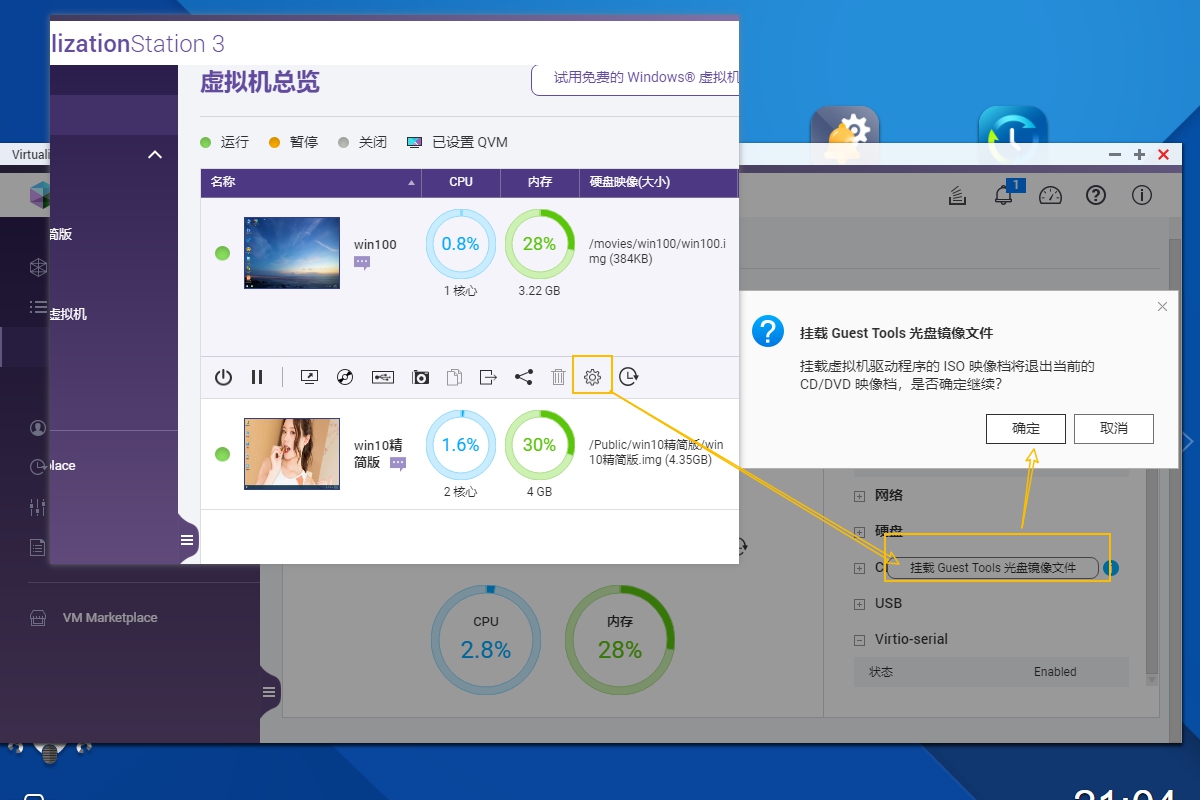 lizationStation 3
虚拟机总览
试用免费的 Windows® 虚拟机
运行
暂停
关闭
已设置 QVM
名称
CPU
内存
硬盘映像(大小)
win100
0.8%
1 核心
28%
3.22 GB
/movies/win100/win100.i
mg (384KB)
win10精
简版
1.6%
2 核心
30%
4 GB
/Public/win10精简版/win
10精简版.img (4.35GB)
Virtuali
简版
虚拟机
place
VM Marketplace
1
挂载 Guest Tools 光盘镜像文件
挂载虚拟机驱动程序的 ISO 映像档将退出当前的
CD/DVD 映像档，是否确定继续?
确定
取消
网络
硬盘
C
挂载 Guest Tools 光盘镜像文件
USB
Virtio-serial
状态
Enabled
CPU
2.8%
内存
28%
21:04